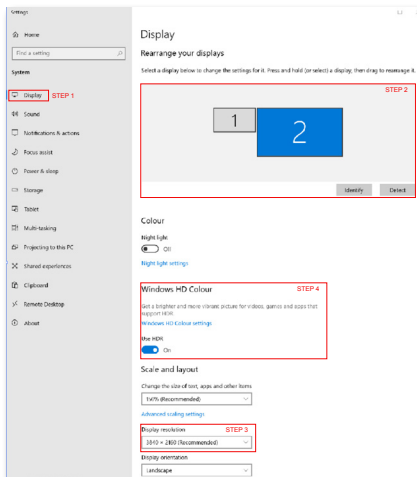 Settings
Home
Find a setting
System
Display STEP 1
Sound
Notifications & actions
Focus assist
Power & sleep
Storage
Tablet
Multi-tasking
Projecting to this PC
Shared experiences
Clipboard
Remote Desktop
About
Display
Rearrange your displays
Select a display below to change the settings for it. Press and hold (or select) a display, then drag to rearrange it.
STEP 2
1
2
Identify Detect
Colour
Night light
Off
Night light settings
Windows HD Colour STEP 4
Get a brighter and more vibrant picture for videos, games and apps that
support HDR.
Windows HD Colour settings
Use HDR
On
Scale and layout
Change the size of text, apps and other items
150% (Recommended)
Advanced scaling settings
Display resolution STEP 3
3840 × 2160 (Recommended)
Display orientation
Landscape